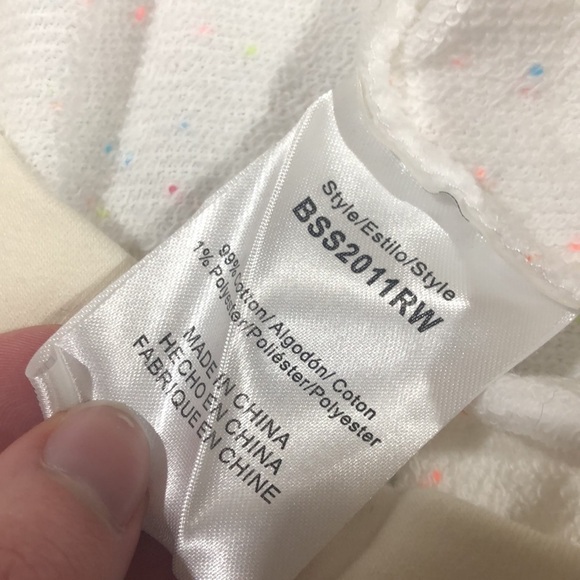 Style/Estilo/Style
BSS2011RW
99% Cotton/ Algodón/ Coton
1% Polyester/Poliéster/Polyester
MADE IN CHINA
HECHO EN CHINA
FABRIQUE EN CHINE